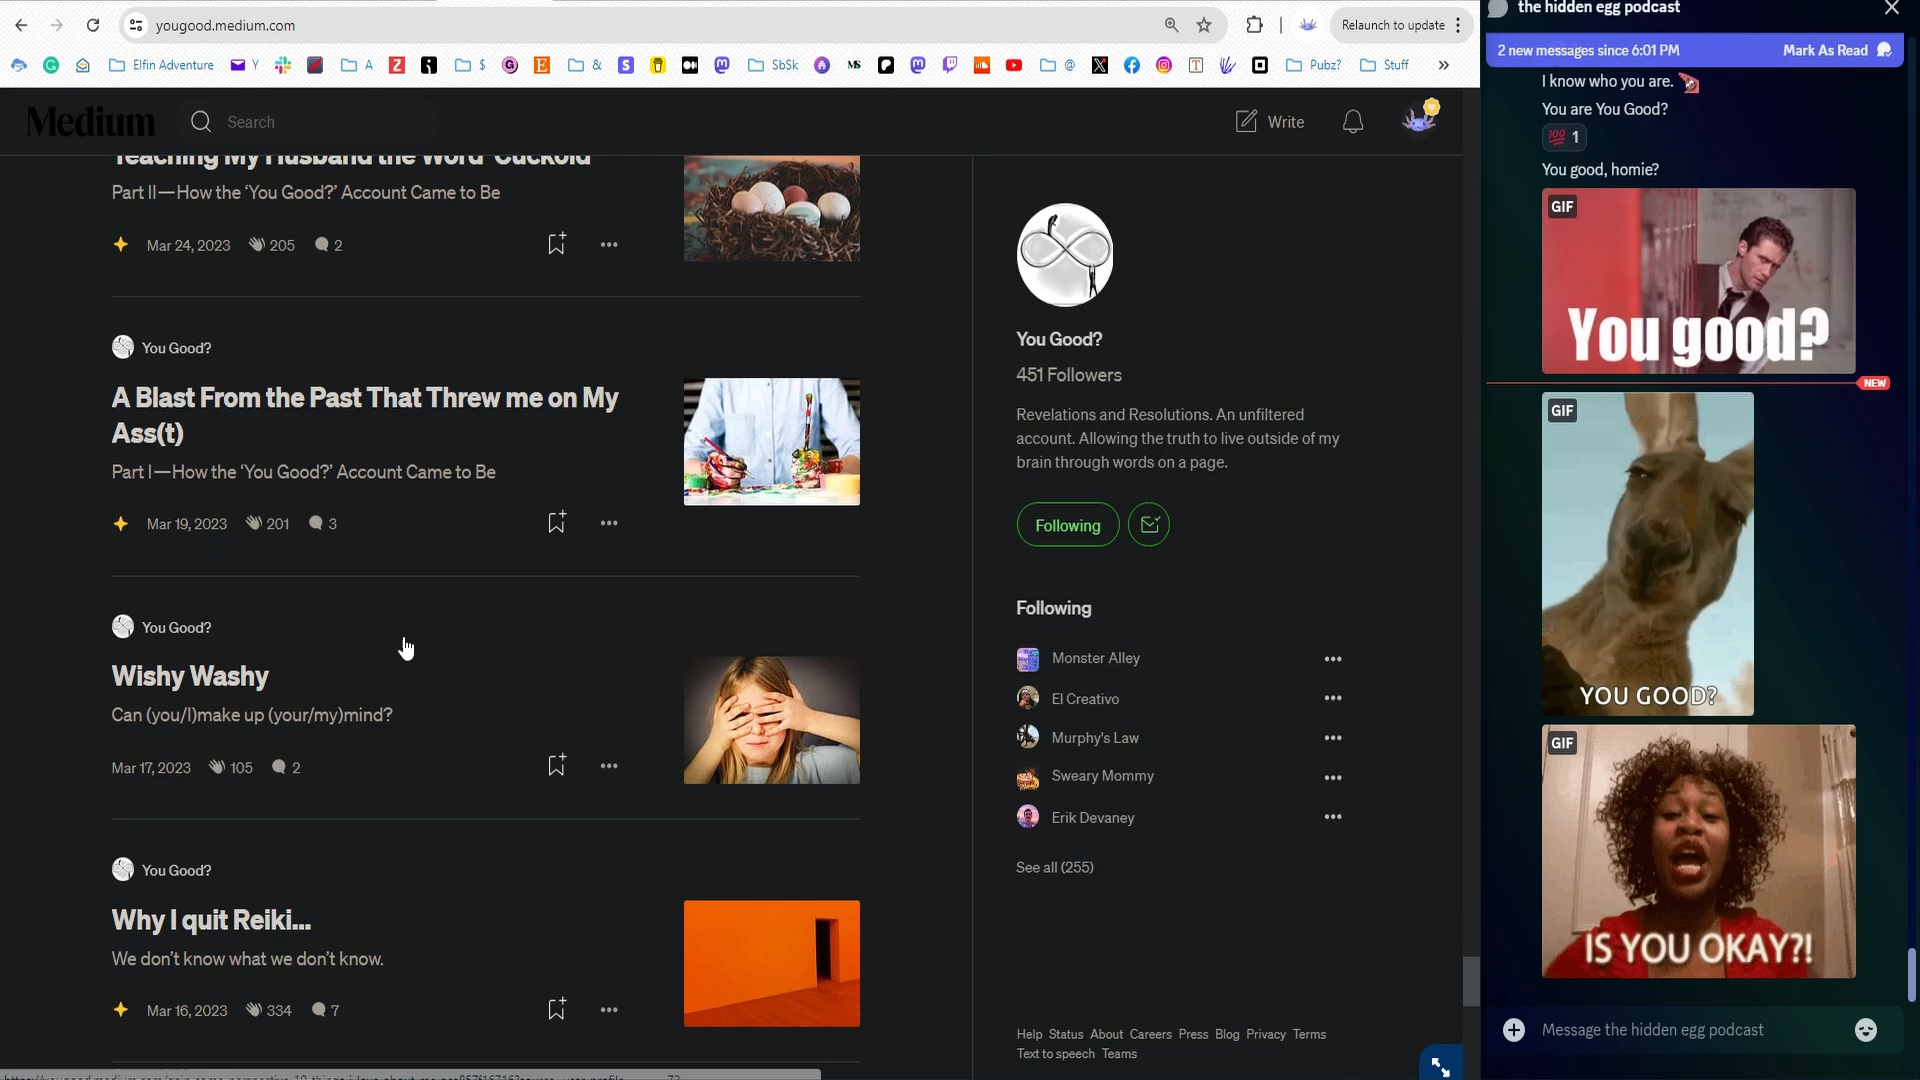 yougood.medium.com
Relaunch to update
Elfin Adventure
Y
A
$
&
SbSk
@
Pubz?
Stuff
Medium
Search
Write
Teaching My Husband the Word 'Cuckold'
Part II—How the 'You Good?' Account Came to Be
Mar 24, 2023 205 2
You Good?
A Blast From the Past That Threw me on My
Ass(t)
Part I—How the 'You Good?' Account Came to Be
Mar 19, 2023 201 3
You Good?
Wishy Washy
Can (you/I)make up (your/my)mind?
Mar 17, 2023 105 2
You Good?
Why I quit Reiki...
We don't know what we don't know.
Mar 16, 2023 334 7
You Good?
451 Followers
Revelations and Resolutions. An unfiltered
account. Allowing the truth to live outside of my
brain through words on a page.
Following
Following
Monster Alley
El Creativo
Murphy's Law
Sweary Mommy
Erik Devaney
See all (255)
Help Status About Careers Press Blog Privacy Terms
Text to speech Teams
the hidden egg podcast
2 new messages since 6:01 PM Mark As Read
I know who you are.
You are You Good?
100 1
You good, homie?
GIF
You good?
NEW
GIF
YOU GOOD?
GIF
IS YOU OKAY?!
Message the hidden egg podcast